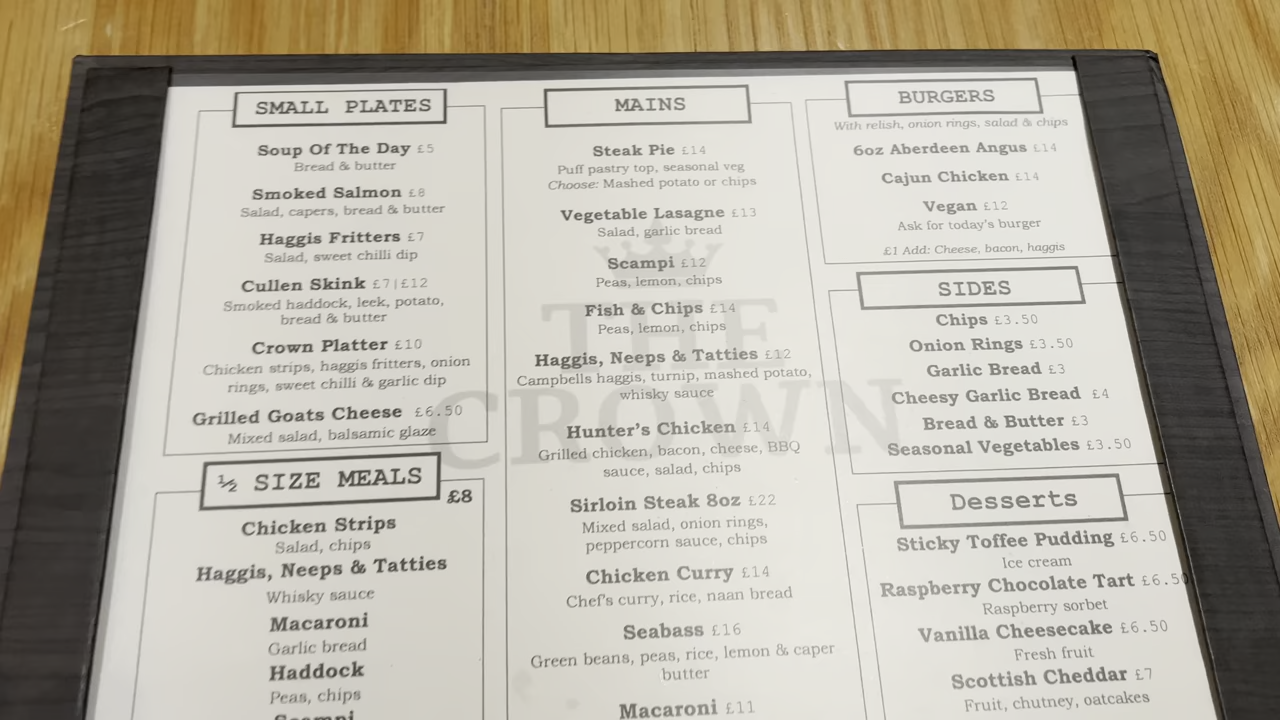 SMALL PLATES
Soup Of The Day £5
Bread & butter
Smoked Salmon £8
Salad, capers, bread & butter
Haggis Fritters £7
Salad, sweet chilli dip
Cullen Skink £7|£12
Smoked haddock, leek, potato,
bread & butter
Crown Platter £10
Chicken strips, haggis fritters, onion
rings, sweet chilli & garlic dip
Grilled Goats Cheese £6.50
Mixed salad, balsamic glaze
½ SIZE MEALS
£8
Chicken Strips
Salad, chips
Haggis, Neeps & Tatties
Whisky sauce
Macaroni
Garlic bread
Haddock
Peas, chips
Scampi
MAINS
Steak Pie £14
Puff pastry top, seasonal veg
Choose: Mashed potato or chips
Vegetable Lasagne £13
Salad, garlic bread
Scampi £12
Peas, lemon, chips
Fish & Chips £14
Peas, lemon, chips
Haggis, Neeps & Tatties £12
Campbells haggis, turnip, mashed potato,
whisky sauce
Hunter's Chicken £14
Grilled chicken, bacon, cheese, BBQ
sauce, salad, chips
Sirloin Steak 8oz £22
Mixed salad, onion rings,
peppercorn sauce, chips
Chicken Curry £14
Chef's curry, rice, naan bread
Seabass £16
Green beans, peas, rice, lemon & caper
butter
Macaroni £11
THE
CROWN
BURGERS
With relish, onion rings, salad & chips
6oz Aberdeen Angus £14
Cajun Chicken £14
Vegan £12
Ask for today's burger
£1 Add: Cheese, bacon, haggis
SIDES
Chips £3.50
Onion Rings £3.50
Garlic Bread £3
Cheesy Garlic Bread £4
Bread & Butter £3
Seasonal Vegetables £3.50
Desserts
Sticky Toffee Pudding £6.50
Ice cream
Raspberry Chocolate Tart £6.50
Raspberry sorbet
Vanilla Cheesecake £6.50
Fresh fruit
Scottish Cheddar £7
Fruit, chutney, oatcakes